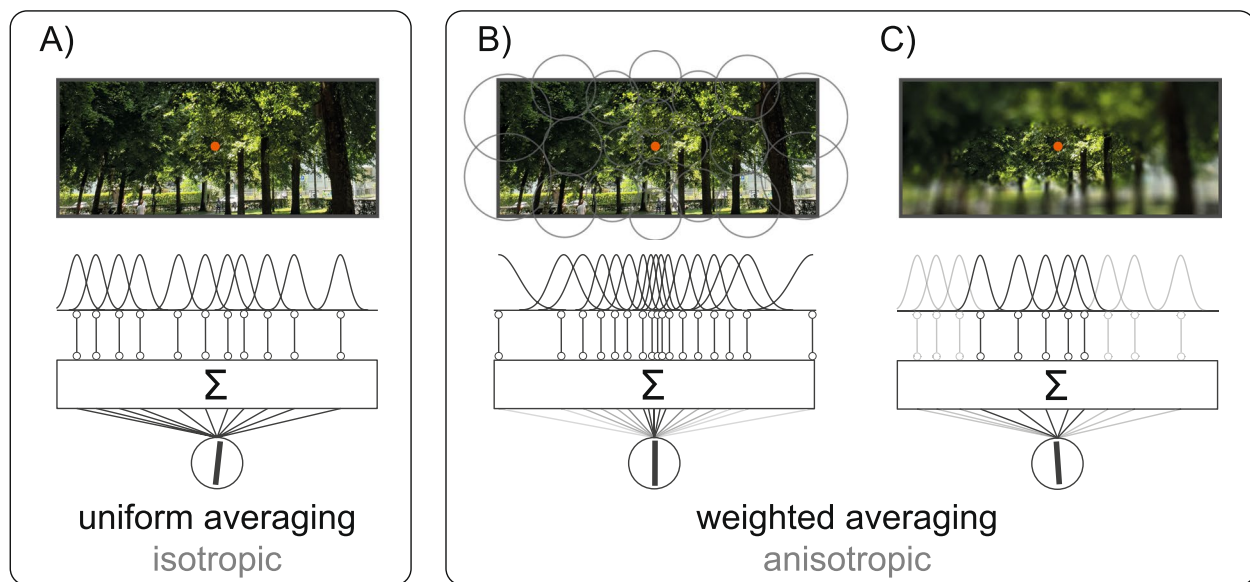 A)
B)
C)
Σ
Σ
Σ
uniform averaging
isotropic
weighted averaging
anisotropic